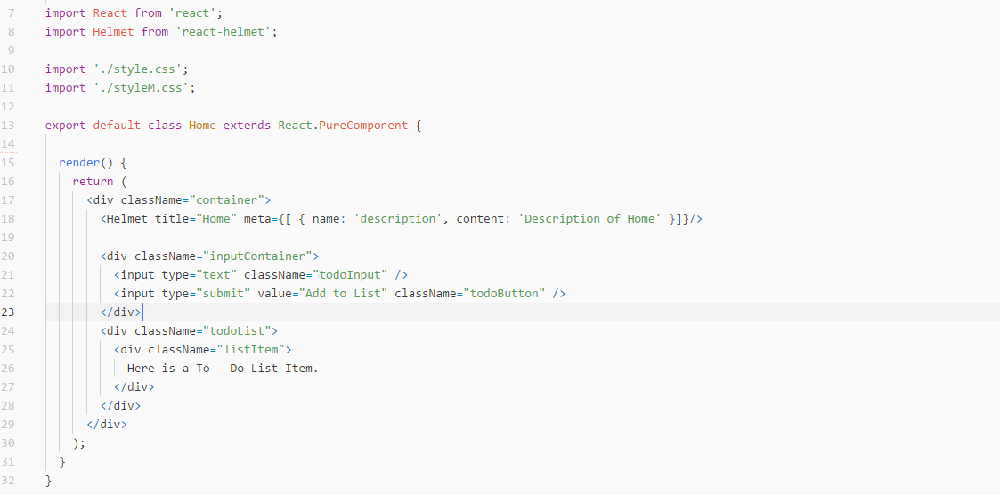 7 import React from 'react';
8 import Helmet from 'react-helmet';
9
10 import './style.css';
11 import './styleM.css';
12
13 export default class Home extends React.PureComponent {
14
15 render() {
16 return (
17 <div className="container">
18 <Helmet title="Home" meta={[ { name: 'description', content: 'Description of Home' }]}/>
19
20 <div className="inputContainer">
21 <input type="text" className="todoInput" />
22 <input type="submit" value="Add to List" className="todoButton" />
23 </div>
24 <div className="todoList">
25 <div className="listItem">
26 Here is a To - Do List Item.
27 </div>
28 </div>
29 </div>
30 );
31 }
32 }